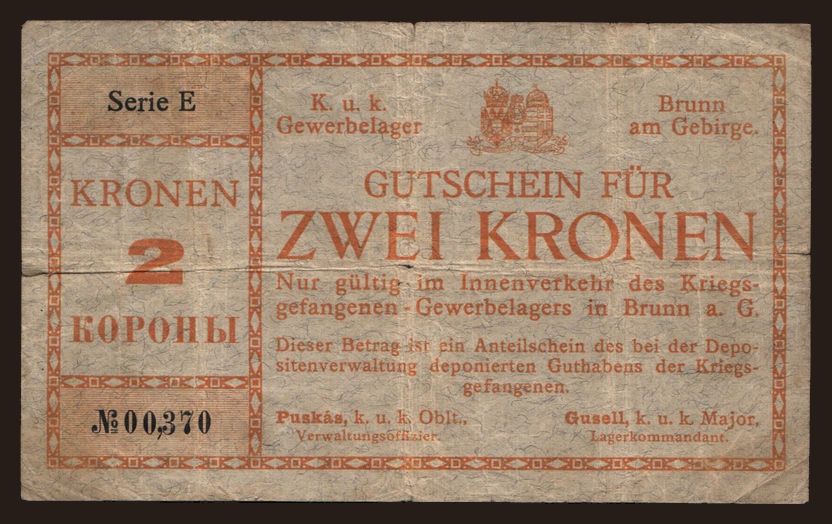 Serie E
KRONEN
2
КОРОНЫ
№ 00,370
K. u. k.
Gewerbelager
Brunn
am Gebirge.
GUTSCHEIN FÜR
ZWEI KRONEN
Nur gültig im Innenverkehr des Kriegs-
gefangenen-Gewerbelagers in Brunn a. G.
Dieser Betrag ist ein Anteilschein des bei der Depo-
sitenverwaltung deponierten Guthabens der Kriegs-
gefangenen.
Puskás, k. u. k. Oblt.,
Verwaltungsoffizier.
Gusell, k. u. k. Major,
Lagerkommandant.